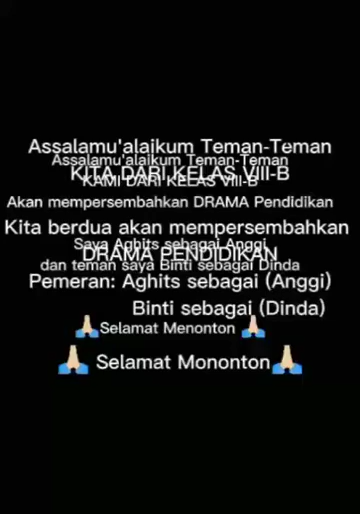 Assalamu'alaikum Teman-Teman
Assalamu'alaikum Teman-Teman
KITA DARI KELAS VIII-B
KAMI DARI KELAS VIII-B
Akan mempersembahkan DRAMA Pendidikan
Kita berdua akan mempersembahkan
Saya Aghits sebagai Anggi
DRAMA PENDIDIKAN
dan teman saya Binti sebagai Dinda
Pemeran: Aghits sebagai (Anggi)
Binti sebagai (Dinda)
🙏Selamat Menonton 🙏
🙏 Selamat Mononton🙏